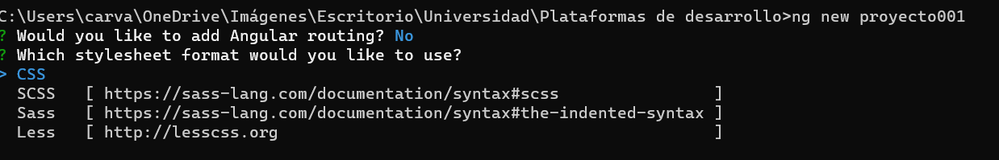 C:\Users\carva\OneDrive\Imágenes\Escritorio\Universidad\Plataformas de desarrollo>ng new proyecto001
? Would you like to add Angular routing? No
? Which stylesheet format would you like to use?
> CSS
  SCSS   [ https://sass-lang.com/documentation/syntax#scss                ]
  Sass   [ https://sass-lang.com/documentation/syntax#the-indented-syntax ]
  Less   [ http://lesscss.org                                             ]